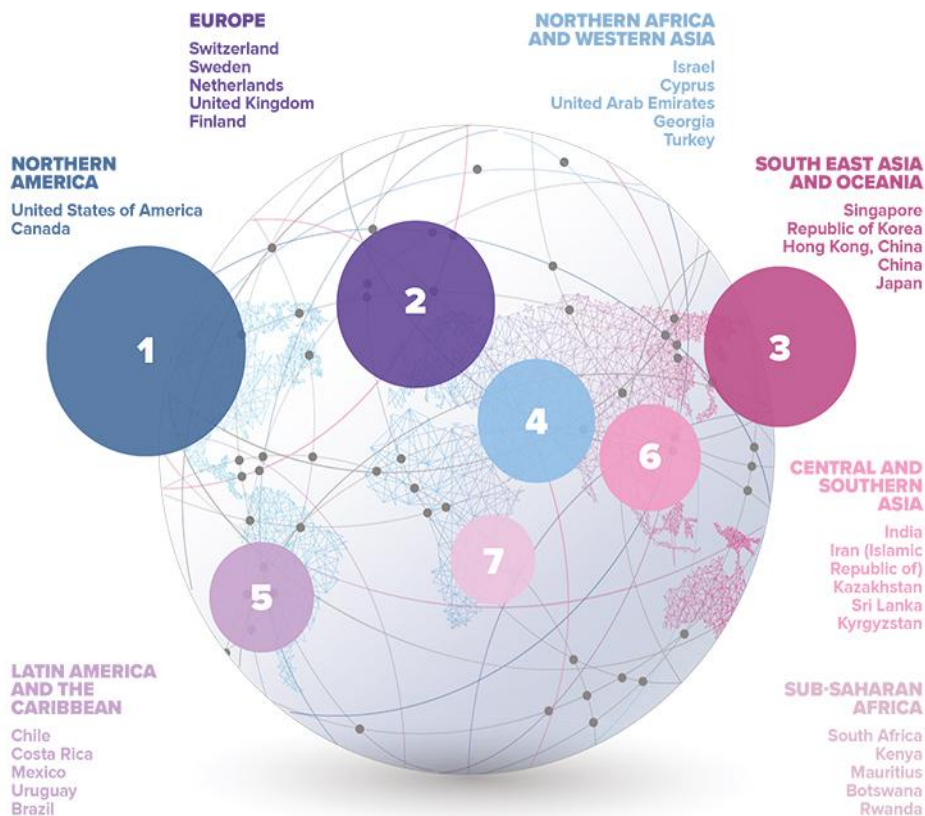 EUROPE
Switzerland
Sweden
Netherlands
United Kingdom
Finland
NORTHERN AFRICA
AND WESTERN ASIA
Israel
Cyprus
United Arab Emirates
Georgia
Turkey
NORTHERN
AMERICA
United States of America
Canada
SOUTH EAST ASIA
AND OCEANIA
Singapore
Republic of Korea
Hong Kong, China
China
Japan
1
2
3
4
6
7
5
CENTRAL AND
SOUTHERN
ASIA
India
Iran (Islamic
Republic of)
Kazakhstan
Sri Lanka
Kyrgyzstan
LATIN AMERICA
AND THE
CARIBBEAN
Chile
Costa Rica
Mexico
Uruguay
Brazil
SUB-SAHARAN
AFRICA
South Africa
Kenya
Mauritius
Botswana
Rwanda